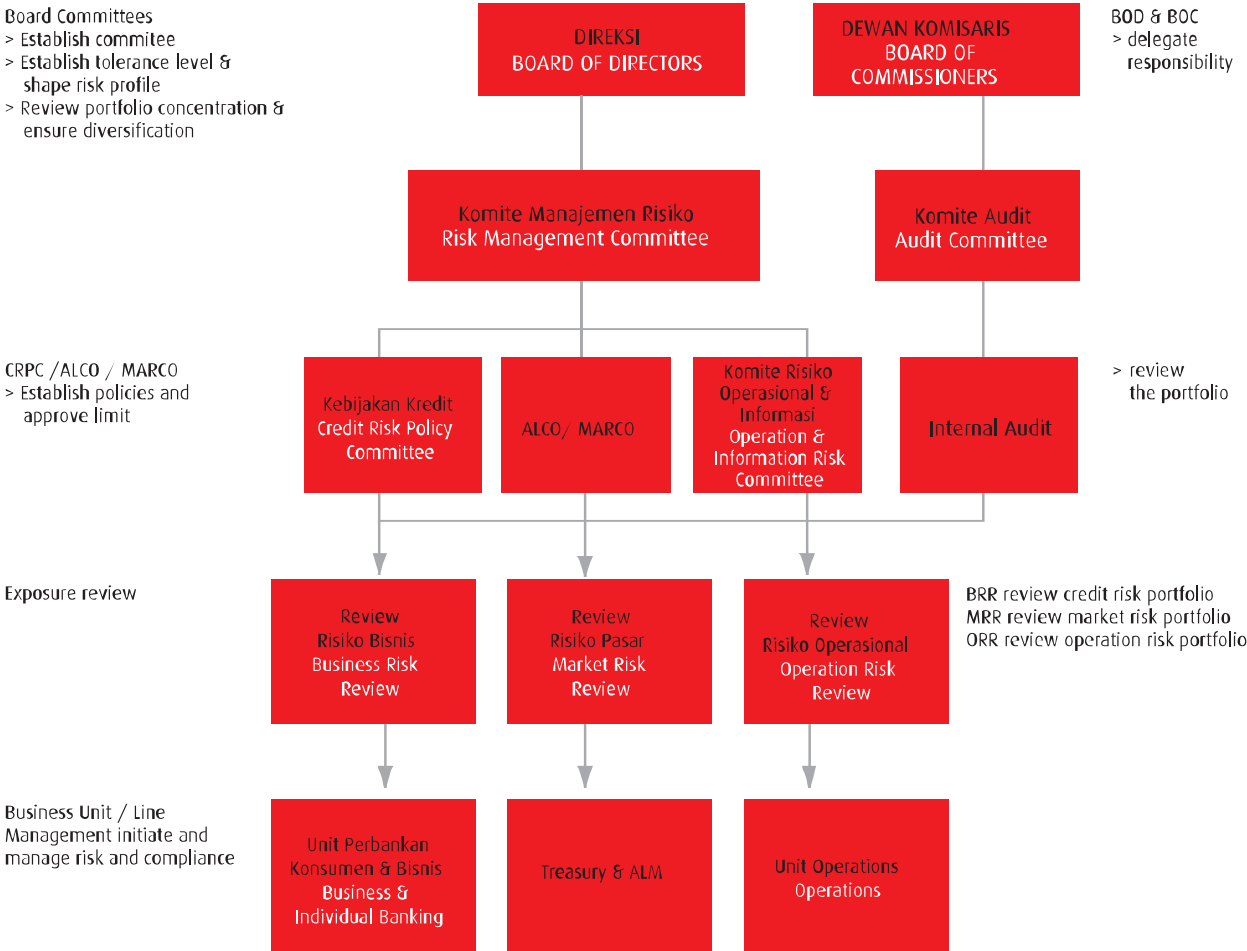 Board Committees
> Establish commitee
> Establish tolerance level &
shape risk profile
> Review portfolio concentration &
ensure diversification
DIREKSI
BOARD OF DIRECTORS
DEWAN KOMISARIS
BOARD OF
COMMISSIONERS
BOD & BOC
> delegate
responsibility
Komite Manajemen Risiko
Risk Management Committee
Komite Audit
Audit Committee
CRPC /ALCO / MARCO
> Establish policies and
approve limit
Kebijakan Kredit
Credit Risk Policy
Committee
ALCO/ MARCO
Komite Risiko
Operasional &
Informasi
Operation &
Information Risk
Committee
Internal Audit
> review
the portfolio
Exposure review
Review
Risiko Bisnis
Business Risk
Review
Review
Risiko Pasar
Market Risk
Review
Review
Risiko Operasional
Operation Risk
Review
BRR review credit risk portfolio
MRR review market risk portfolio
ORR review operation risk portfolio
Business Unit / Line
Management initiate and
manage risk and compliance
Unit Perbankan
Konsumen & Bisnis
Business &
Individual Banking
Treasury & ALM
Unit Operations
Operations